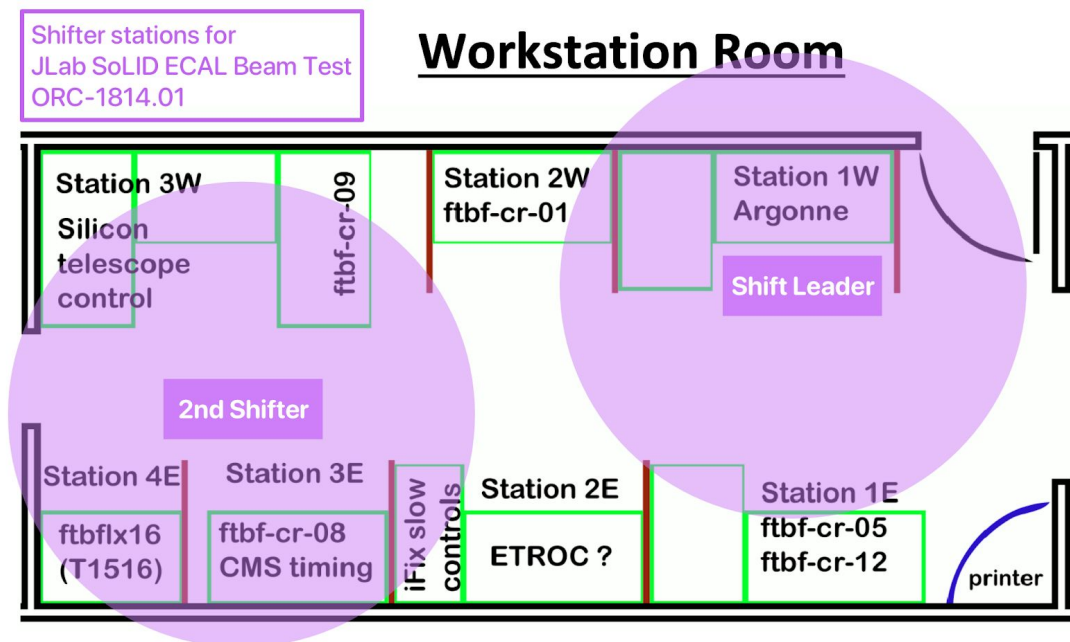 Shifter stations for
JLab SoLID ECAL Beam Test
ORC-1814.01
Workstation Room
Station 3W
Silicon
telescope
control
ftbf-cr-09
Station 2W
ftbf-cr-01
Station 1W
Argonne
Shift Leader
2nd Shifter
Station 4E
ftbflx16
(T1516)
Station 3E
ftbf-cr-08
CMS timing
iFix slow
controls
Station 2E
ETROC ?
Station 1E
ftbf-cr-05
ftbf-cr-12
printer